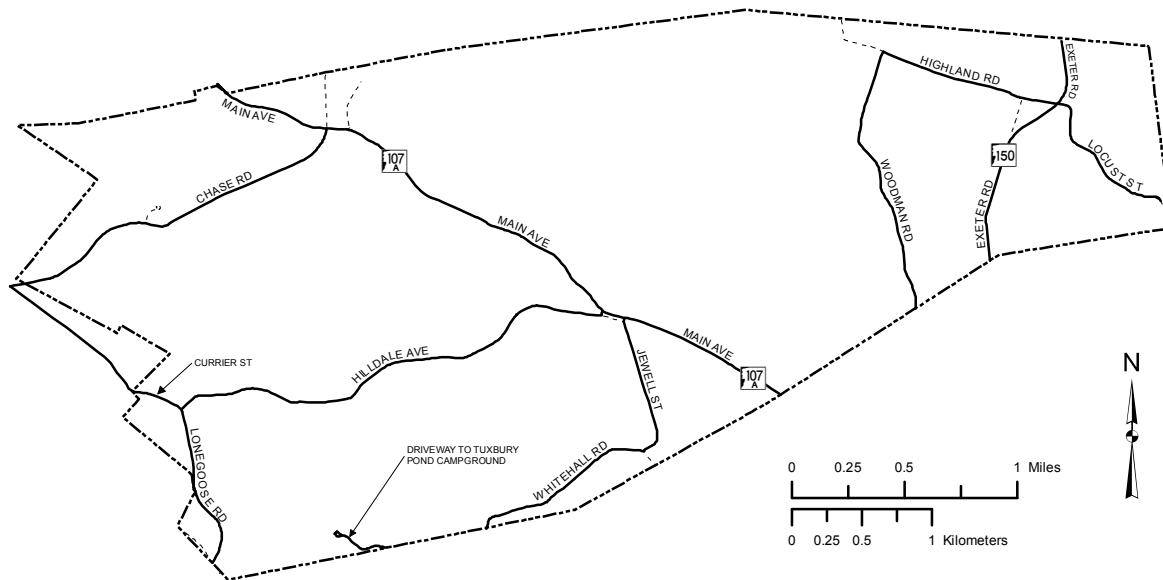 EXETER RD
HIGHLAND RD
MAIN AVE
107
A
150
LOCUST ST
CHASE RD
WOODMAN RD
EXETER RD
MAIN AVE
MAIN AVE
107
A
HILLDALE AVE
JEWELL ST
CURRIER ST
LONEGOOSE RD
WHITEHALL RD
DRIVEWAY TO TUXBURY
POND CAMPGROUND
N
0 0.25 0.5 1 Miles
0 0.25 0.5 1 Kilometers